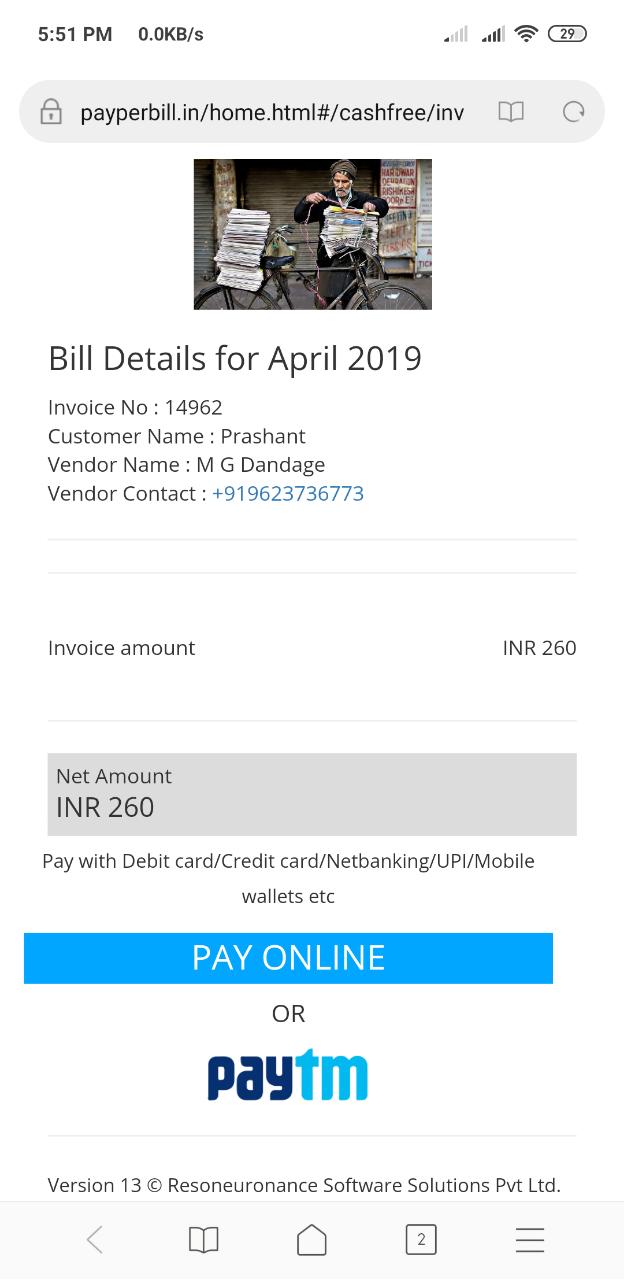 5:51 PM 0.0KB/s 29
payperbill.in/home.html#/cashfree/inv
HARDWAR
DEHRADUN
RISHIKESH
Bill Details for April 2019
Invoice No : 14962
Customer Name : Prashant
Vendor Name : M G Dandage
Vendor Contact : +919623736773
Invoice amount INR 260
Net Amount
INR 260
Pay with Debit card/Credit card/Netbanking/UPI/Mobile
wallets etc
PAY ONLINE
OR
paytm
Version 13 © Resoneuronance Software Solutions Pvt Ltd.
2